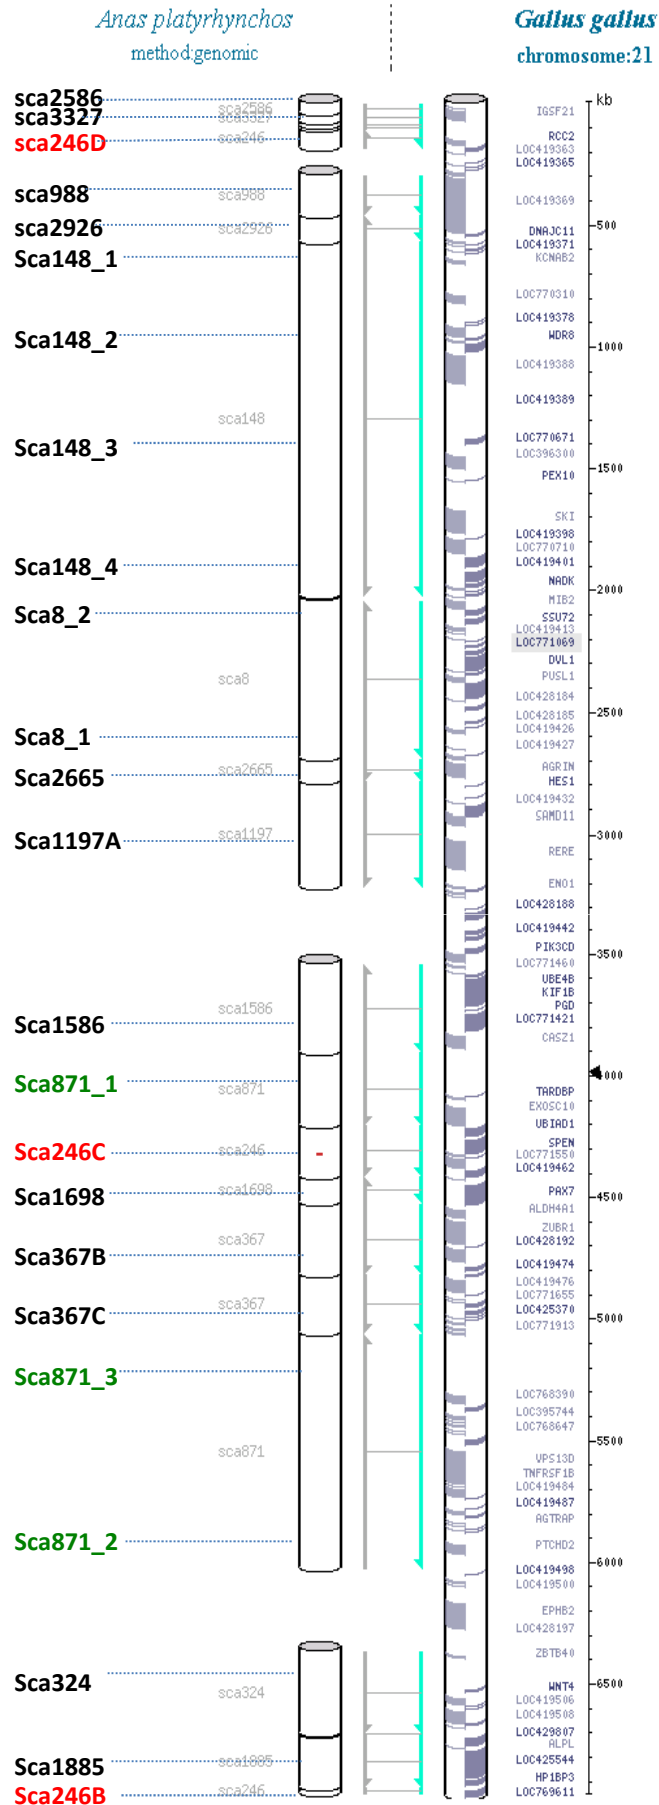 Anas platyrhynchos
method:genomic
Gallus gallus
chromosome:21
sca2586
sca3327
sca246D
sca988
sca2926
Sca148_1
Sca148_2
Sca148_3
Sca148_4
Sca8_2
Sca8_1
Sca2665
Sca1197A
Sca1586
Sca871_1
Sca246C
Sca1698
Sca367B
Sca367C
Sca871_3
Sca871_2
Sca324
Sca1885
Sca246B
sca2586
sca3327
sca246
sca988
sca2926
sca148
sca8
sca2665
sca1197
sca1586
sca871
sca246
sca1698
sca367
sca367
sca871
sca324
sca1885
sca246
IGSF21
RCC2
LOC419363
LOC419365
LOC419369
DNAJC11
LOC419371
KCNAB2
LOC770310
LOC419378
WDR8
LOC419388
LOC419389
LOC770671
LOC396300
PEX10
SKI
LOC419398
LOC770710
LOC419401
NADK
MIB2
SSU72
LOC419413
LOC771069
DVL1
PUSL1
LOC428184
LOC428185
LOC419426
LOC419427
AGRIN
HES1
LOC419432
SAMD11
RERE
ENO1
LOC428188
LOC419442
PIK3CD
LOC771460
UBE4B
KIF1B
PGD
LOC771421
CASZ1
TARDBP
EXOSC10
UBIAD1
SPEN
LOC771550
LOC419462
PAX7
ALDH4A1
ZUBR1
LOC428192
LOC419474
LOC419476
LOC771655
LOC425370
LOC771913
LOC768390
LOC395744
LOC768647
VPS13D
TNFRSF1B
LOC419484
LOC419487
AGTRAP
PTCHD2
LOC419498
LOC419500
EPHB2
LOC428197
ZBTB40
WNT4
LOC419506
LOC419508
LOC429807
ALPL
LOC425544
HP1BP3
LOC769611
kb
500
1000
1500
2000
2500
3000
3500
4000
4500
5000
5500
6000
6500